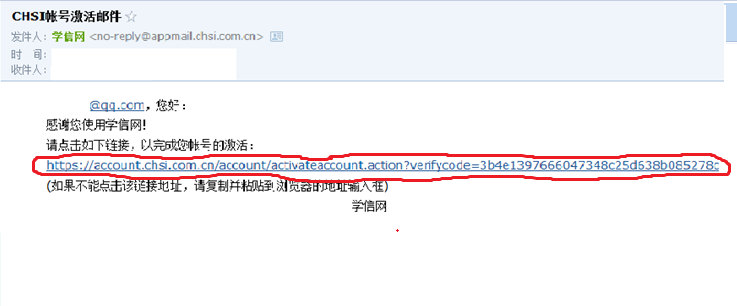 CHSI帐号激活邮件 ☆
发件人：学信网 <no-reply@appmail.chsi.com.cn>
时 间：
收件人：
@qq.com，您好：
感谢您使用学信网!
请点击如下链接，以完成您帐号的激活：
https://account.chsi.com.cn/account/activateaccount.action?verifycode=3b4e1397666047348c25d638b085278c
(如果不能点击该链接地址，请复制并粘贴到浏览器的地址输入框)
学信网